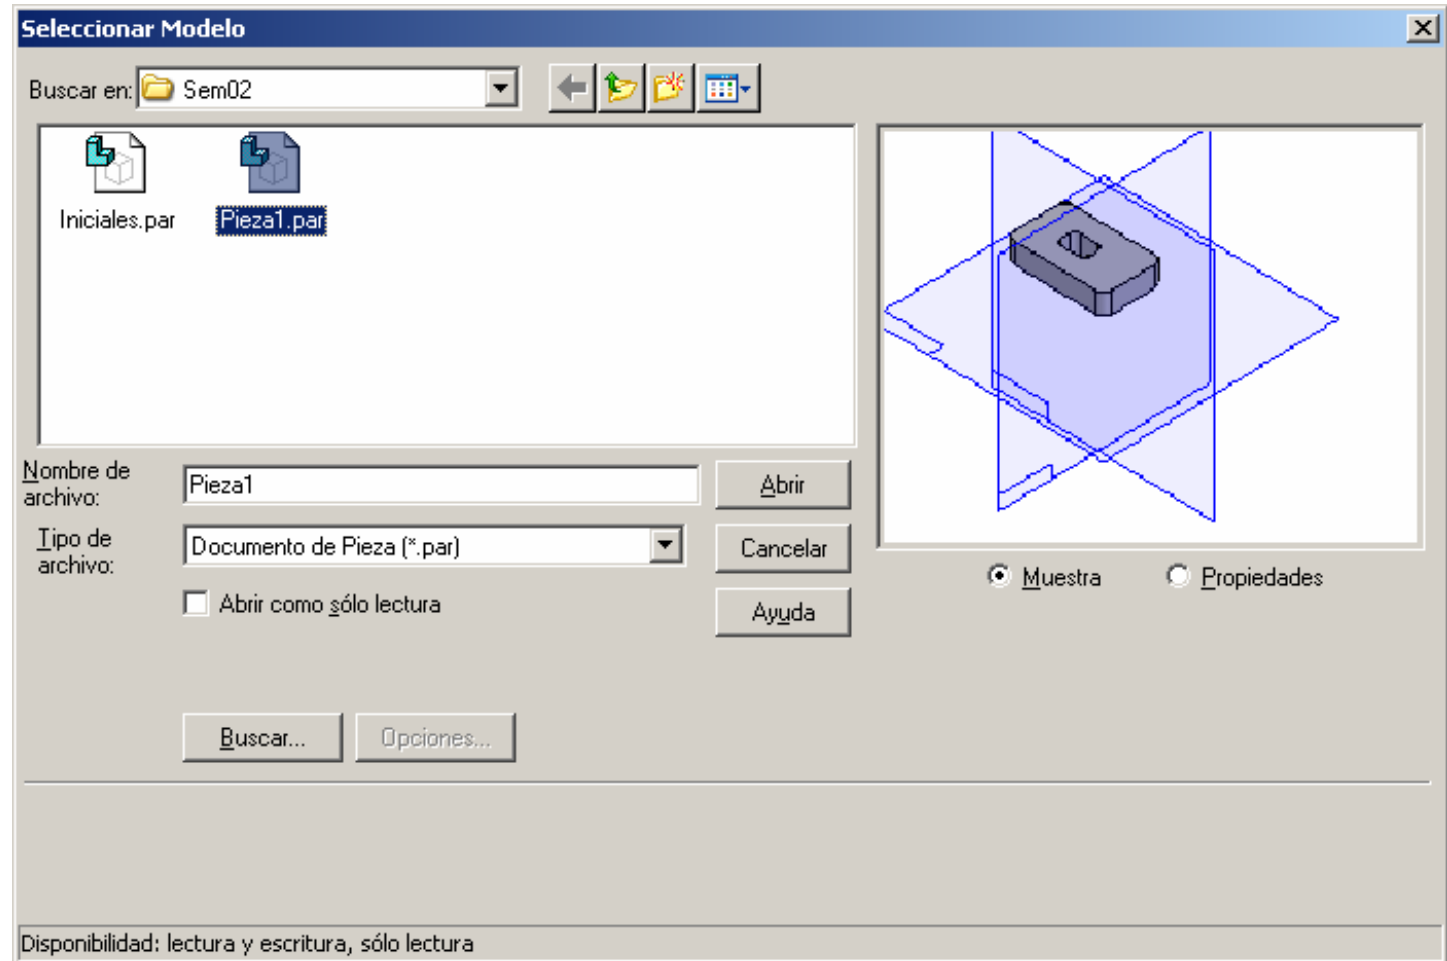 Seleccionar Modelo
Buscar en: Sem02
Iniciales.par
Pieza1.par
Nombre de
archivo:
Pieza1
Abrir
Tipo de
archivo:
Documento de Pieza (*.par)
Cancelar
Abrir como sólo lectura
Ayuda
Muestra
Propiedades
Buscar...
Opciones...
Disponibilidad: lectura y escritura, sólo lectura